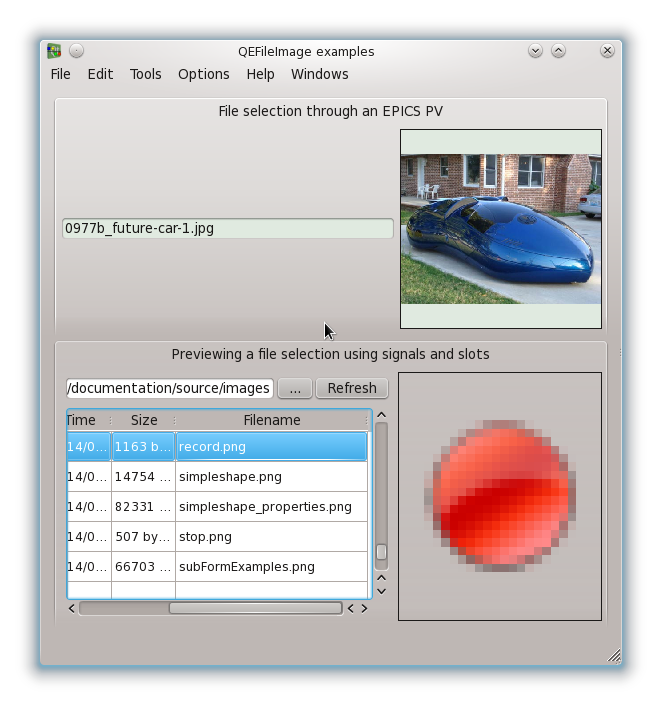 QEFileImage examples
File Edit Tools Options Help Windows
File selection through an EPICS PV
0977b_future-car-1.jpg
Previewing a file selection using signals and slots
/documentation/source/images ... Refresh
Time Size Filename
14/0... 1163 b... record.png
14/0... 14754 ... simpleshape.png
14/0... 82331 ... simpleshape_properties.png
14/0... 507 by... stop.png
14/0... 66703 ... subFormExamples.png